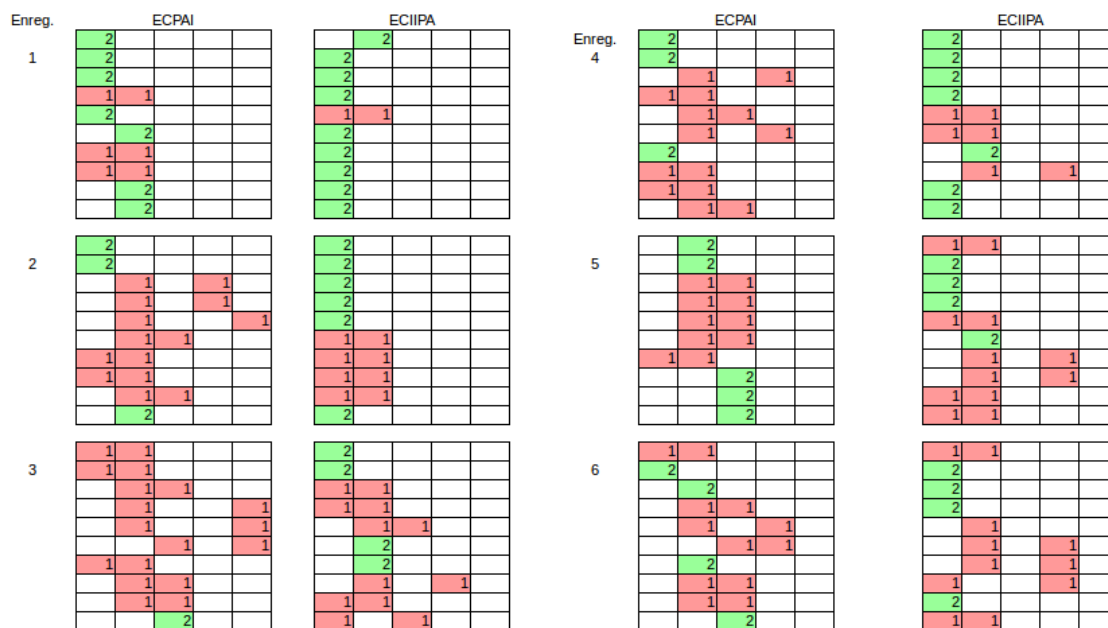 Enreg. ECPAI ECIIPA ECPAI ECIIPA
2 2 Enreg. 2 2
1 2 2 4 2 2
2 2 1 1 2
1 1 2 1 1 2
2 1 1 1 1 1 1
2 2 1 1 1 1
1 1 2 2 2
1 1 2 1 1 1 1
2 2 1 1 2
2 2 1 1 2
2 2 2 1 1
2 2 2 5 2 2
1 1 2 1 1 2
1 1 2 1 1 2
1 1 2 1 1 1 1
1 1 1 1 1 1 2
1 1 1 1 1 1 1 1
1 1 1 1 2 1 1
1 1 1 1 2 1 1
2 2 2 1 1
1 1 2 1 1 1 1
3 1 1 2 6 2 2
1 1 1 1 2 2
1 1 1 1 1 1 2
1 1 1 1 1 1 1
1 1 2 1 1 1 1
1 1 2 2 1 1
1 1 1 1 1 1 1 1
1 1 1 1 1 1 2
2 1 1 2 1 1